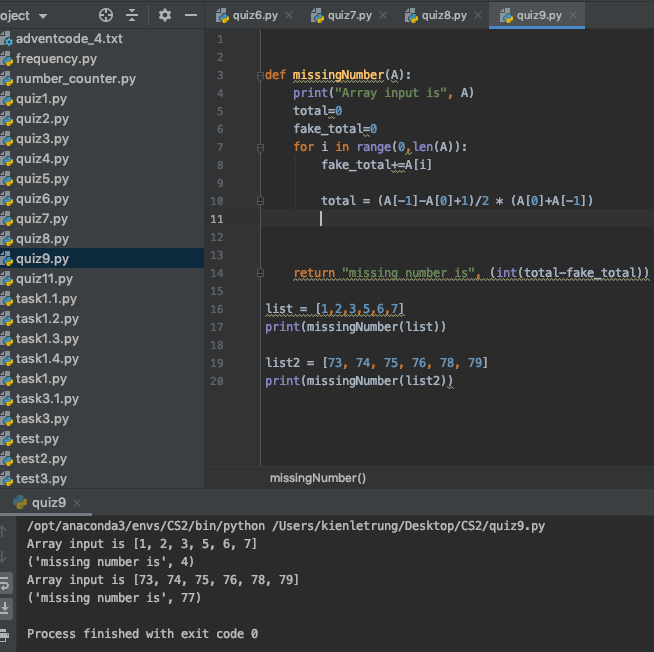 oject
quiz6.py
quiz7.py
quiz8.py
quiz9.py
adventcode_4.txt
frequency.py
number_counter.py
quiz1.py
quiz2.py
quiz3.py
quiz4.py
quiz5.py
quiz6.py
quiz7.py
quiz8.py
quiz9.py
quiz11.py
task1.1.py
task1.2.py
task1.3.py
task1.4.py
task1.py
task3.1.py
task3.py
test.py
test2.py
test3.py
1
2
3 def missingNumber(A):
4 print("Array input is", A)
5 total=0
6 fake_total=0
7 for i in range(0,len(A)):
8 fake_total+=A[i]
9
10 total = (A[-1]-A[0]+1)/2 * (A[0]+A[-1])
11
12
13
14 return "missing number is", (int(total-fake_total))
15
16 list = [1,2,3,5,6,7]
17 print(missingNumber(list))
18
19 list2 = [73, 74, 75, 76, 78, 79]
20 print(missingNumber(list2))
missingNumber()
quiz9
/opt/anaconda3/envs/CS2/bin/python /Users/kienletrung/Desktop/CS2/quiz9.py
Array input is [1, 2, 3, 5, 6, 7]
('missing number is', 4)
Array input is [73, 74, 75, 76, 78, 79]
('missing number is', 77)
Process finished with exit code 0